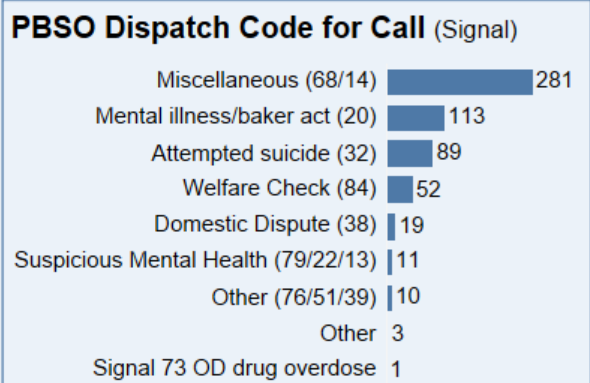 PBSO Dispatch Code for Call (Signal)
Miscellaneous (68/14) 281
Mental illness/baker act (20) 113
Attempted suicide (32) 89
Welfare Check (84) 52
Domestic Dispute (38) 19
Suspicious Mental Health (79/22/13) 11
Other (76/51/39) 10
Other 3
Signal 73 OD drug overdose 1